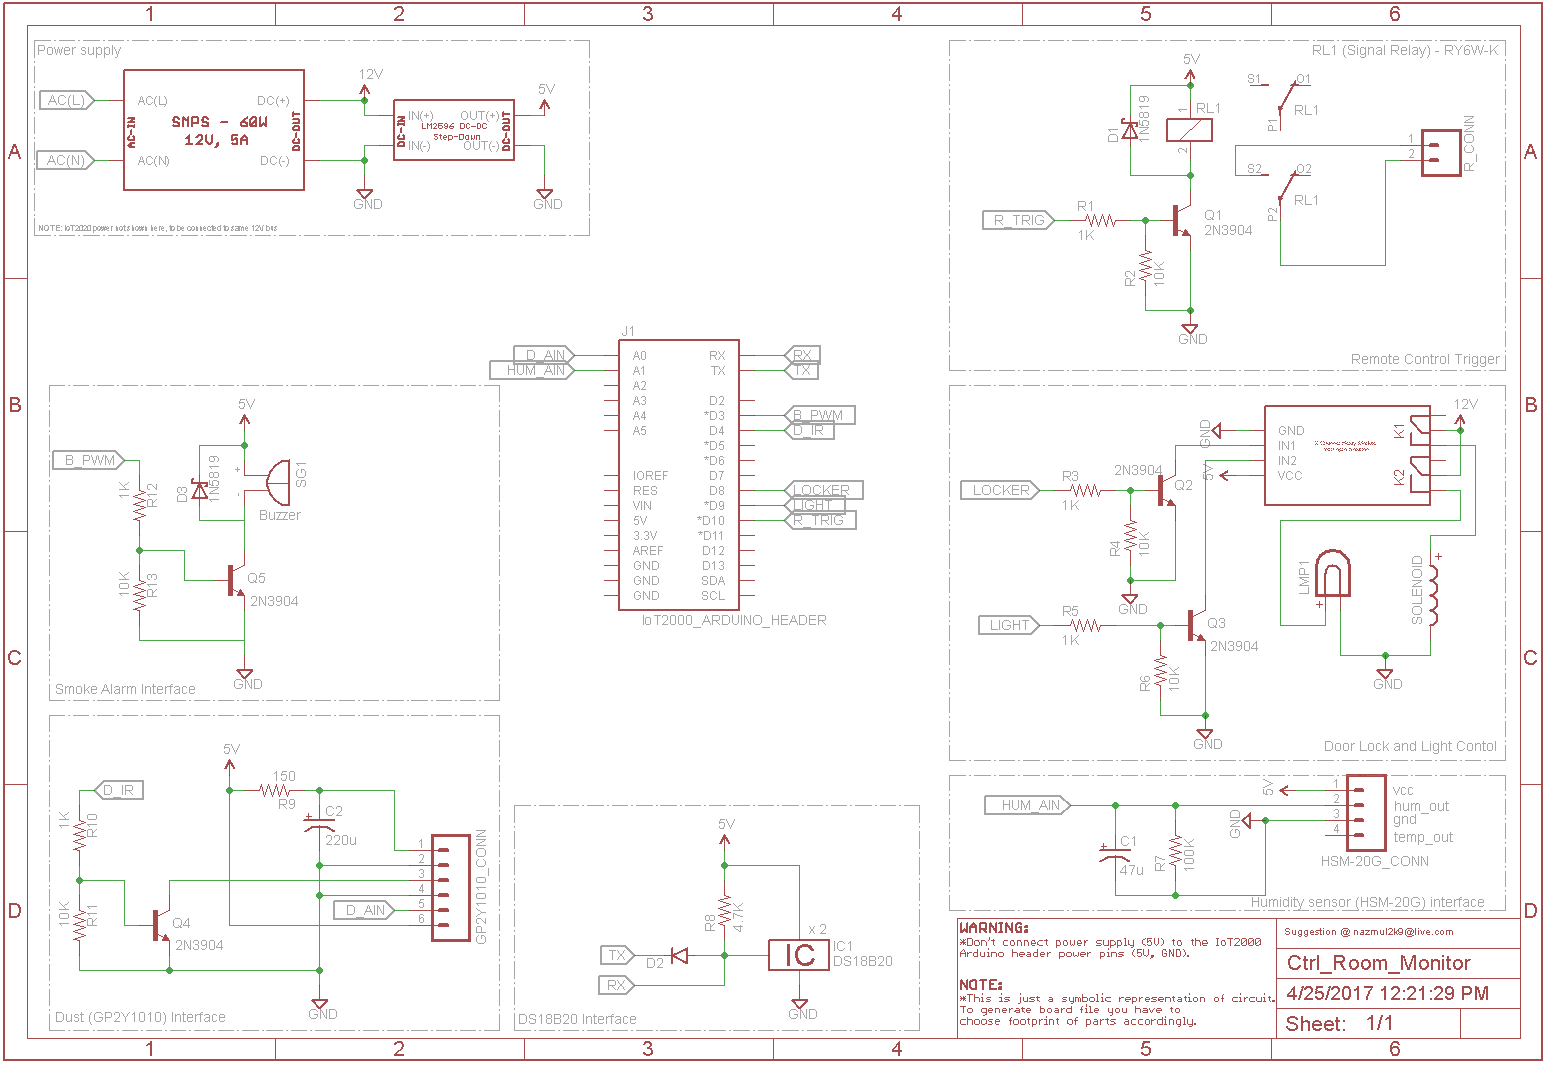 1 2 3 4 5 6
A
B
C
D
A
B
C
D
1 2 3 4 5 6
Power supply
AC(L)
AC(N)
AC(L)
AC(N)
AC-IN
SMPS - 60W
12V, 5A
DC(+)
DC(-)
DC-OUT
12V
GND
DC-IN
IN(+)
IN(-)
LM2596 DC-DC
Step-Down
OUT(+)
OUT(-)
DC-OUT
5V
GND
NOTE: IoT2020 power not shown here, to be connected to same 12V bus
RL1 (Signal Relay) - RY6W-K
5V
D1
1N5819
1
RL1
2
R_TRIG
R1
1K
R2
10K
Q1
2N3904
GND
S1
O1
P1
RL1
S2
O2
P2
RL1
1
2
R_CONN
Remote Control Trigger
J1
D_AIN
HUM_AIN
A0
A1
A2
A3
A4
A5
IOREF
RES
VIN
5V
3.3V
AREF
GND
GND
GND
RX
TX
D2
*D3
D4
*D5
*D6
D7
D8
*D9
*D10
*D11
D12
D13
SDA
SCL
RX
TX
B_PWM
D_IR
LOCKER
LIGHT
R_TRIG
IoT2000_ARDUINO_HEADER
5V
B_PWM
1K
R12
10K
R13
D3
1N5819
+
-
SG1
Buzzer
Q5
2N3904
GND
Smoke Alarm Interface
LOCKER
R3
1K
R4
10K
2N3904
Q2
GND
GND
5V
GND
IN1
IN2
VCC
K1
K2
12V
LIGHT
R5
1K
R6
10K
Q3
2N3904
GND
LMP1
+
SOLENOID
+
GND
Door Lock and Light Contol
5V
D_IR
1K
R10
10K
R11
150
R9
C2
+
220u
Q4
2N3904
D_AIN
1
2
3
4
5
6
GP2Y1010_CONN
GND
Dust (GP2Y1010) Interface
5V
R8
4.7K
TX
RX
D2
x 2
IC
IC1
DS18B20
GND
DS18B20 Interface
HUM_AIN
C1
+
47u
R7
100K
5V
GND
1
2
3
4
vcc
hum_out
gnd
temp_out
HSM-20G_CONN
Humidity sensor (HSM-20G) interface
WARNING:
*Don't connect power supply (5V) to the IoT2000
Arduino header power pins (5V, GND).
NOTE:
*This is just a symbolic representation of circuit.
To generate board file you have to
choose footprint of parts accordingly.
Suggestion @ nazmul2k9@live.com
Ctrl_Room_Monitor
4/25/2017 12:21:29 PM
Sheet: 1/1